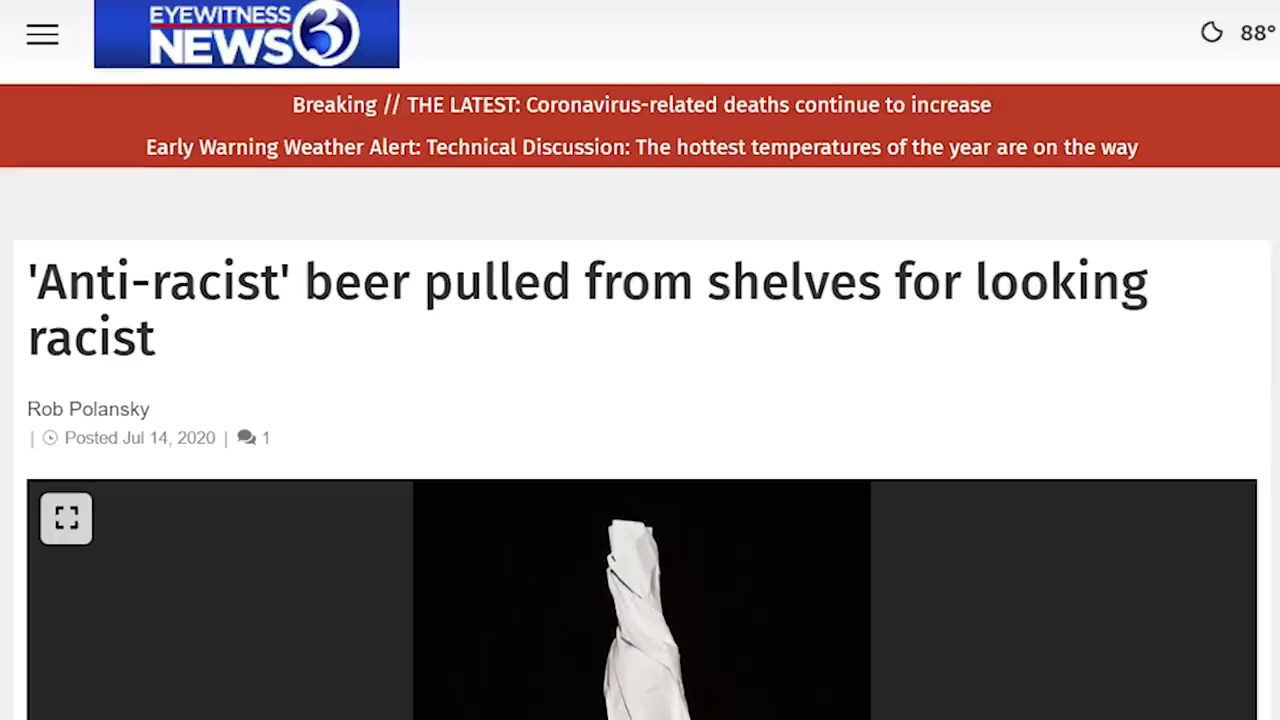 EYEWITNESS
NEWS 3
88°
Breaking // THE LATEST: Coronavirus-related deaths continue to increase
Early Warning Weather Alert: Technical Discussion: The hottest temperatures of the year are on the way
'Anti-racist' beer pulled from shelves for looking
racist
Rob Polansky
| Posted Jul 14, 2020 | 1